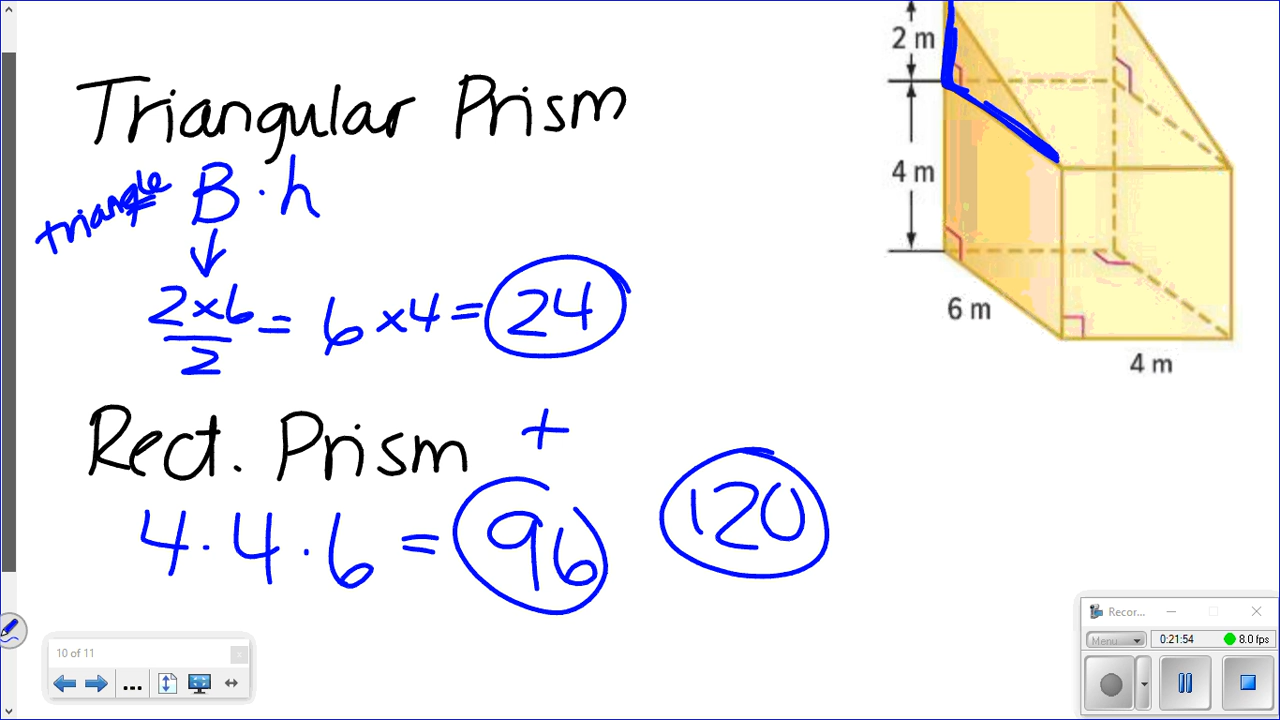 Triangular Prism
triangle B · h
2×6/2 = 6 ×4 = 24
Rect. Prism +
4 · 4 · 6 = 96
120
2 m
4 m
6 m
4 m
10 of 11
...
Recor...
Menu
0:21:54
8.0 fps